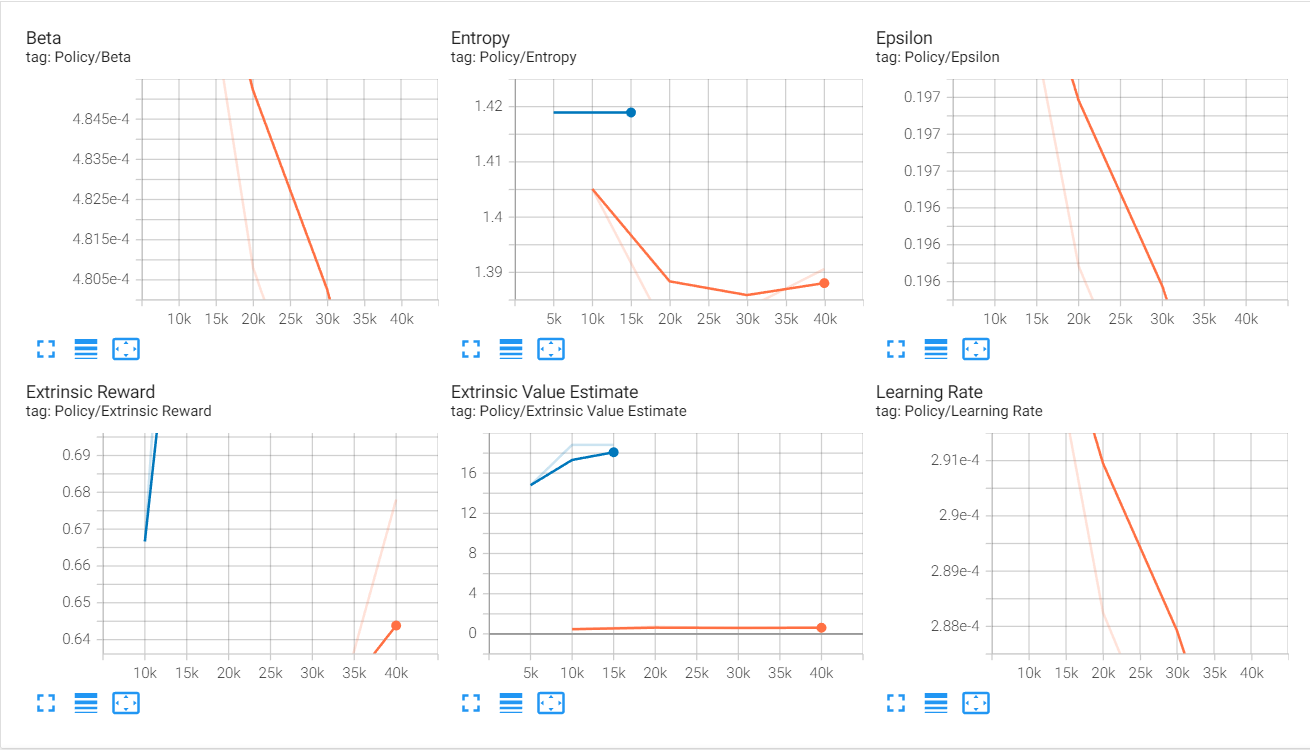 Beta
tag: Policy/Beta
4.845e-4
4.835e-4
4.825e-4
4.815e-4
4.805e-4
10k 15k 20k 25k 30k 35k 40k
Entropy
tag: Policy/Entropy
1.42
1.41
1.4
1.39
5k 10k 15k 20k 25k 30k 35k 40k
Epsilon
tag: Policy/Epsilon
0.197
0.197
0.197
0.196
0.196
0.196
10k 15k 20k 25k 30k 35k 40k
Extrinsic Reward
tag: Policy/Extrinsic Reward
0.69
0.68
0.67
0.66
0.65
0.64
10k 15k 20k 25k 30k 35k 40k
Extrinsic Value Estimate
tag: Policy/Extrinsic Value Estimate
16
12
8
4
0
5k 10k 15k 20k 25k 30k 35k 40k
Learning Rate
tag: Policy/Learning Rate
2.91e-4
2.9e-4
2.89e-4
2.88e-4
10k 15k 20k 25k 30k 35k 40k